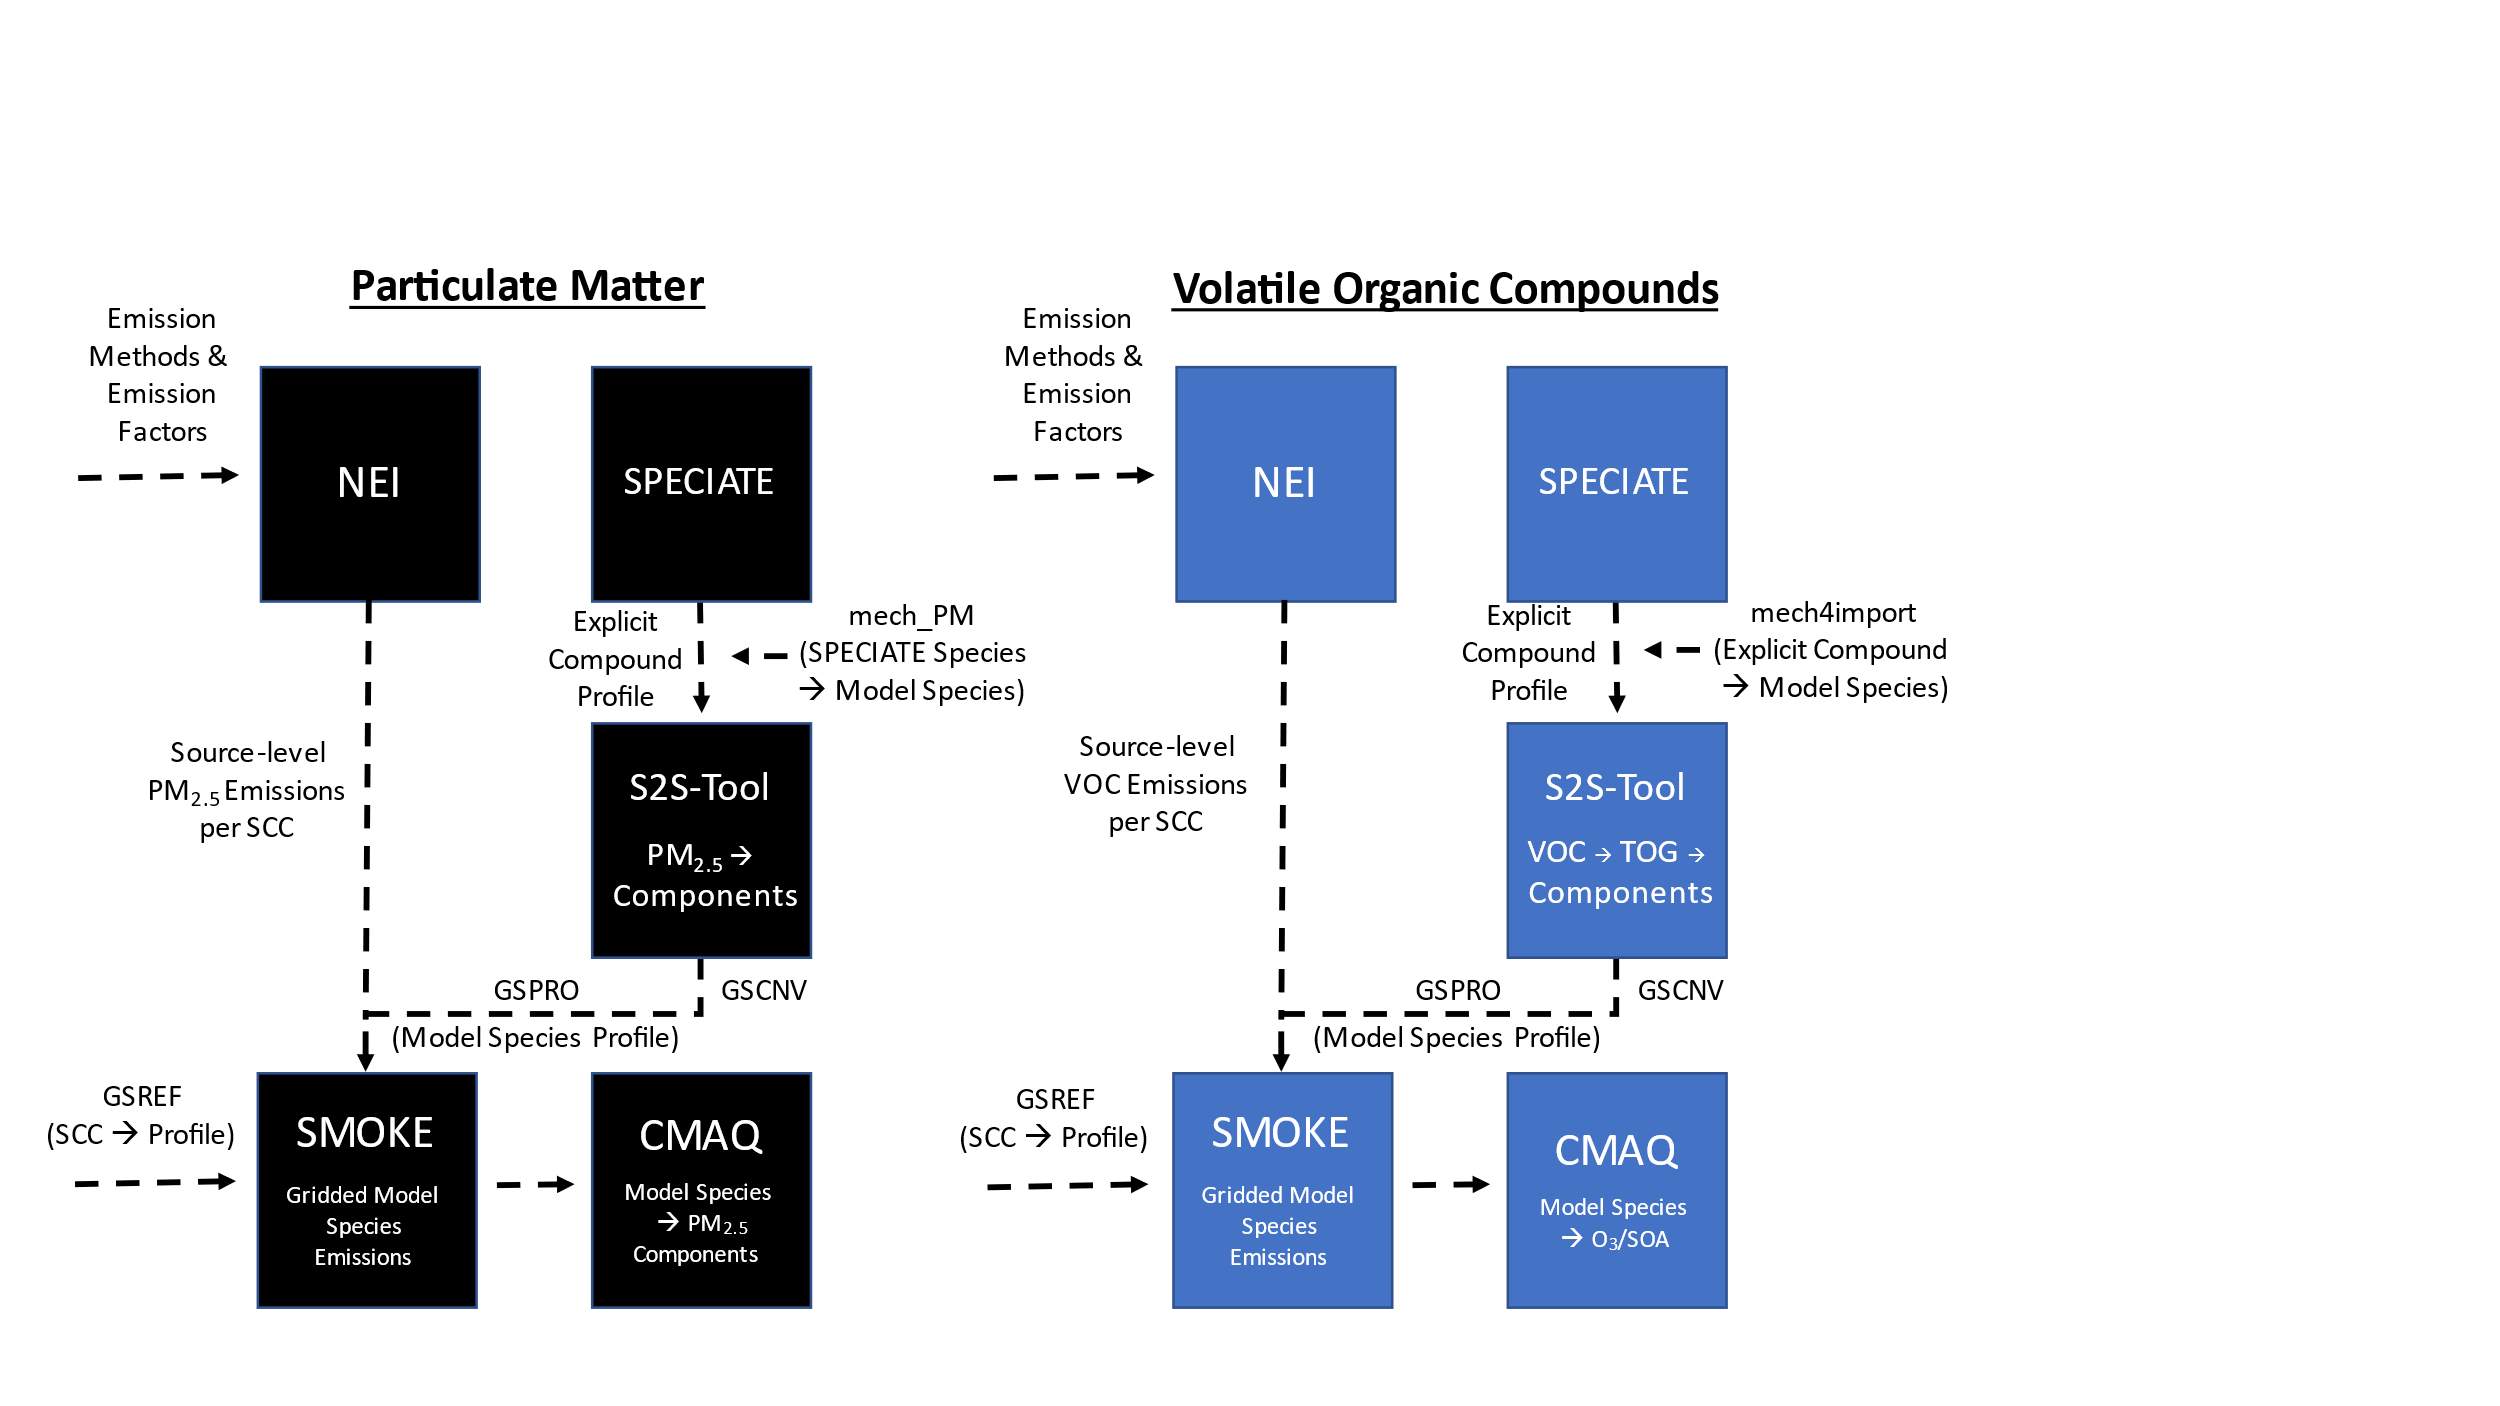 Particulate Matter
Emission
Methods &
Emission
Factors
NEI
SPECIATE
Explicit
Compound
Profile
mech_PM
(SPECIATE Species
→ Model Species)
Source-level
PM2.5 Emissions
per SCC
S2S-Tool
PM2.5 →
Components
GSPRO
GSCNV
(Model Species Profile)
GSREF
(SCC → Profile)
SMOKE
Gridded Model
Species
Emissions
CMAQ
Model Species
→ PM2.5
Components
Volatile Organic Compounds
Emission
Methods &
Emission
Factors
NEI
SPECIATE
Explicit
Compound
Profile
mech4import
(Explicit Compound
→ Model Species)
Source-level
VOC Emissions
per SCC
S2S-Tool
VOC → TOG →
Components
GSPRO
GSCNV
(Model Species Profile)
GSREF
(SCC → Profile)
SMOKE
Gridded Model
Species
Emissions
CMAQ
Model Species
→ O3/SOA